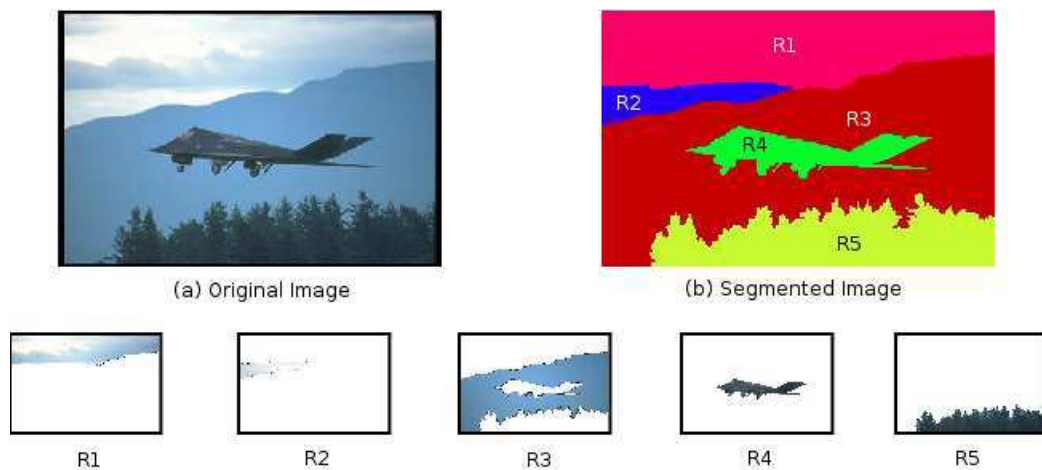 R1
R2
R3
R4
R5
(a) Original Image
(b) Segmented Image
R1
R2
R3
R4
R5